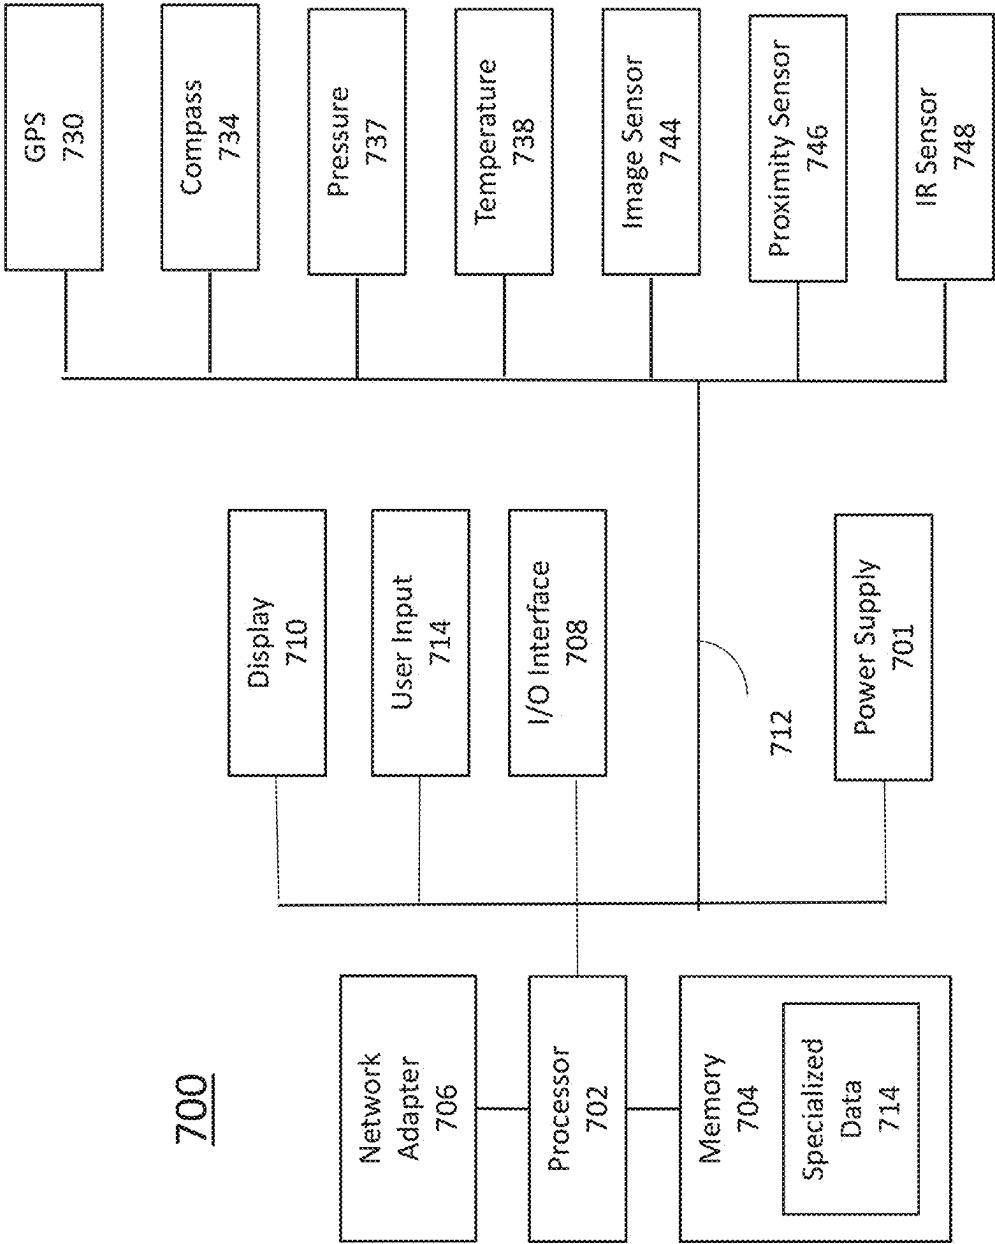 700
Network
Adapter
706
Processor
702
Memory
704
Specialized
Data
714
Display
710
User Input
714
I/O Interface
708
712
Power Supply
701
GPS
730
Compass
734
Pressure
737
Temperature
738
Image Sensor
744
Proximity Sensor
746
IR Sensor
748